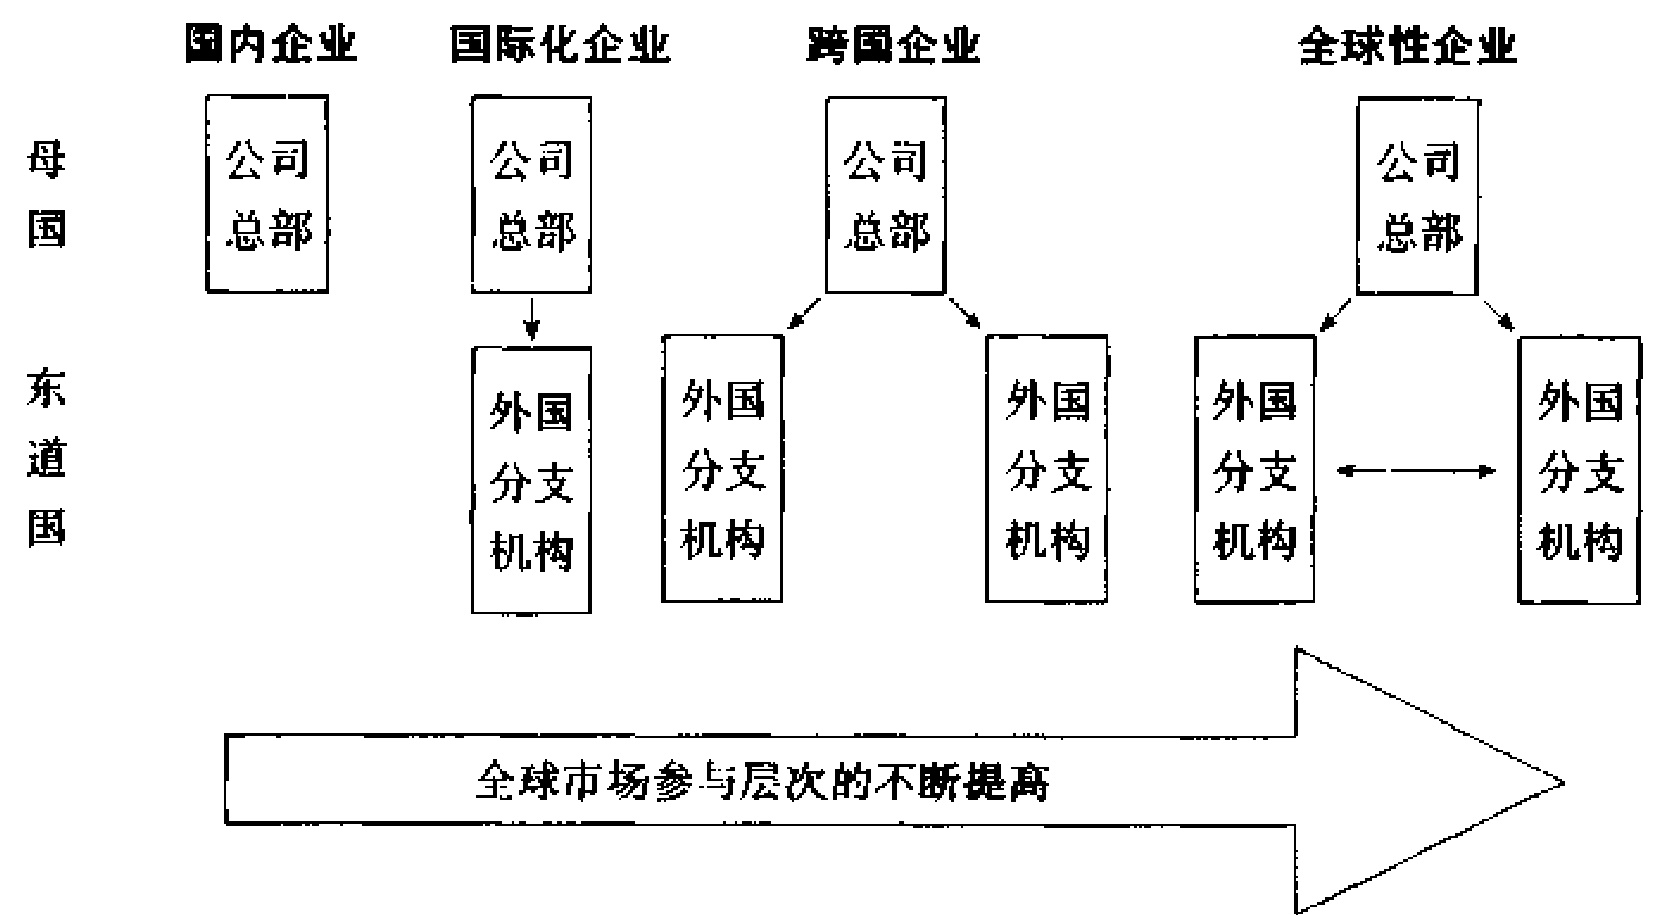 国内企业
国际化企业
跨国企业
全球性企业
母
国
公司
总部
公司
总部
公司
总部
公司
总部
东
道
国
外国
分支
机构
外国
分支
机构
外国
分支
机构
外国
分支
机构
外国
分支
机构
全球市场参与层次的不断提高